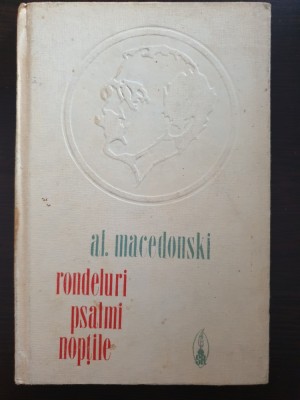 al. macedonski
rondeluri
psalmi
nopțile